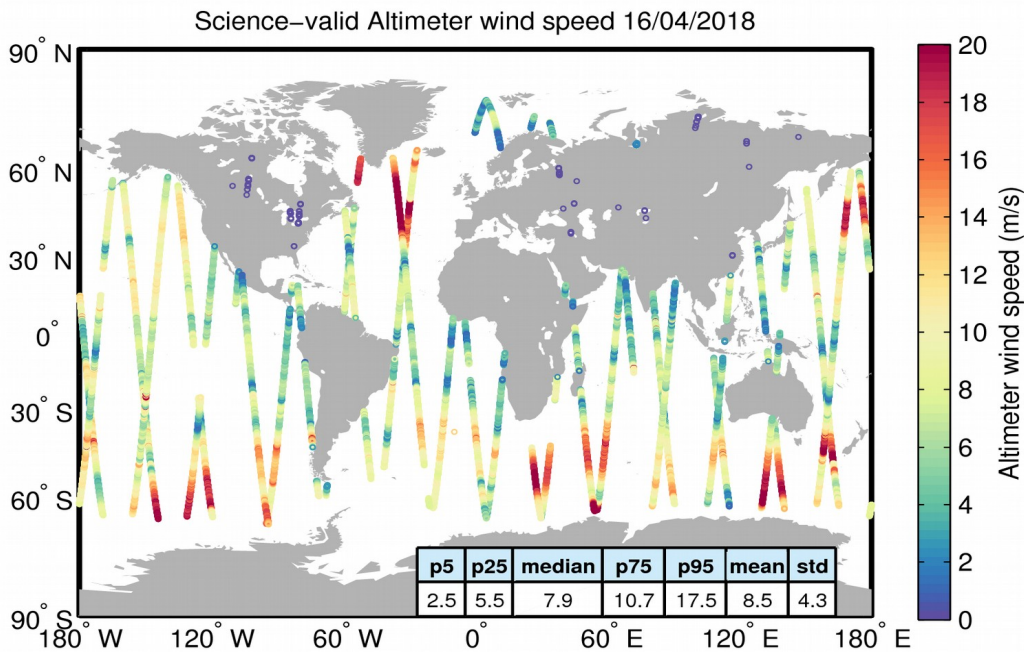 Science−valid Altimeter wind speed 16/04/2018
90° N
60° N
30° N
0°
30° S
60° S
90° S
180° W
120° W
60° W
0°
60° E
120° E
180° E
p5 p25 median p75 p95 mean std
2.5 5.5 7.9 10.7 17.5 8.5 4.3
20
18
16
14
12
10
8
6
4
2
0
Altimeter wind speed (m/s)